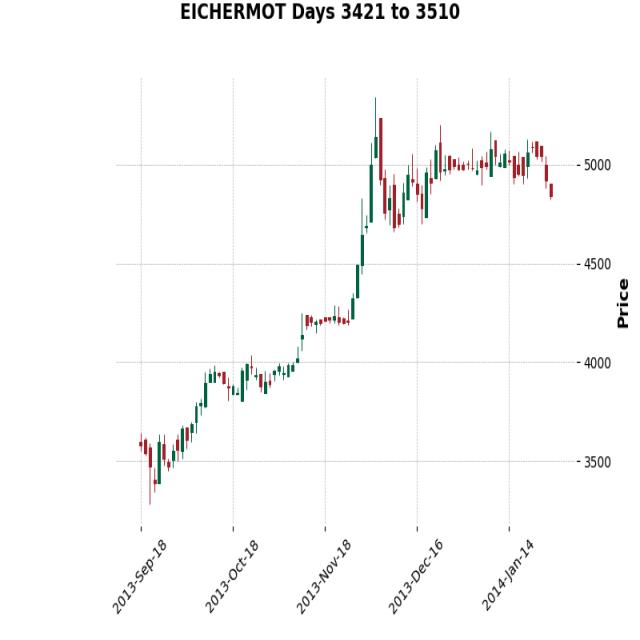 EICHERMOT Days 3421 to 3510
5000
4500
4000
3500
Price
2013-Sep-18
2013-Oct-18
2013-Nov-18
2013-Dec-16
2014-Jan-14